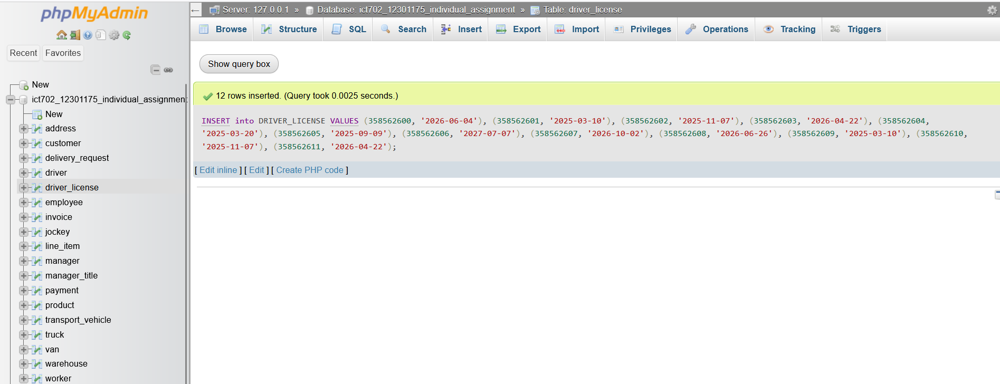 phpMyAdmin
Recent Favorites
New
ict702_12301175_individual_assignment
New
address
customer
delivery_request
driver
driver_license
employee
invoice
jockey
line_item
manager
manager_title
payment
product
transport_vehicle
truck
van
warehouse
worker
Server: 127.0.0.1 » Database: ict702_12301175_individual_assignment » Table: driver_license
Browse Structure SQL Search Insert Export Import Privileges Operations Tracking Triggers
Show query box
12 rows inserted. (Query took 0.0025 seconds.)
INSERT into DRIVER_LICENSE VALUES (358562600, '2026-06-04'), (358562601, '2025-03-10'), (358562602, '2025-11-07'), (358562603, '2026-04-22'), (358562604,
'2025-03-20'), (358562605, '2025-09-09'), (358562606, '2027-07-07'), (358562607, '2026-10-02'), (358562608, '2026-06-26'), (358562609, '2025-03-10'), (358562610,
'2025-11-07'), (358562611, '2026-04-22');
[ Edit inline ] [ Edit ] [ Create PHP code ]